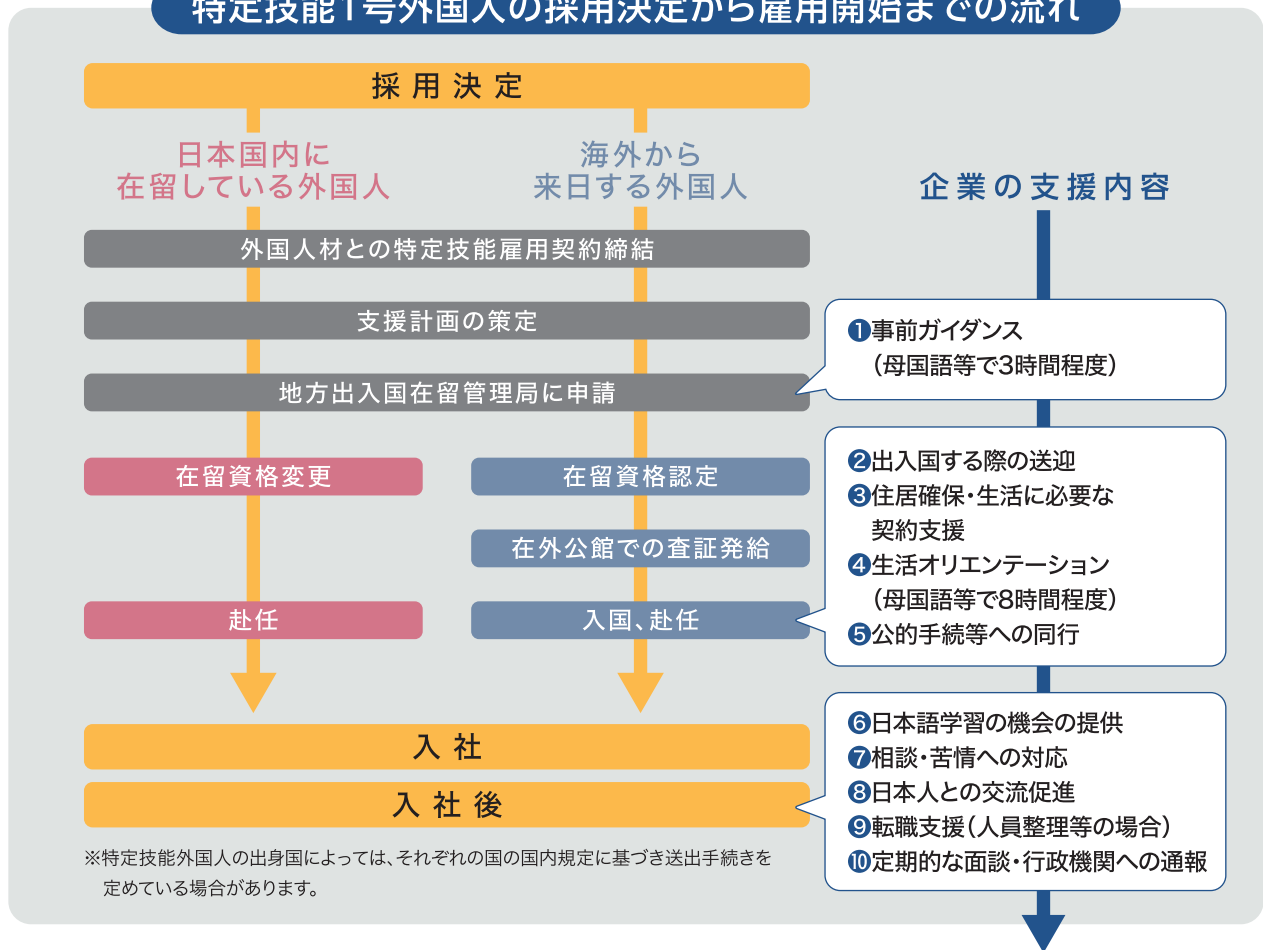 特定技能1号外国人の採用決定から雇用開始までの流れ
採用決定
日本国内に
在留している外国人
海外から
来日する外国人
企業の支援内容
外国人材との特定技能雇用契約締結
支援計画の策定
地方出入国在留管理局に申請
❶事前ガイダンス
(母国語等で3時間程度)
在留資格変更
在留資格認定
在外公館での査証発給
赴任
入国、赴任
❷出入国する際の送迎
❸住居確保・生活に必要な
契約支援
❹生活オリエンテーション
(母国語等で8時間程度)
❺公的手続等への同行
入社
入社後
❻日本語学習の機会の提供
❼相談・苦情への対応
❽日本人との交流促進
❾転職支援(人員整理等の場合)
❿定期的な面談・行政機関への通報
※特定技能外国人の出身国によっては、それぞれの国の国内規定に基づき送出手続きを
定めている場合があります。